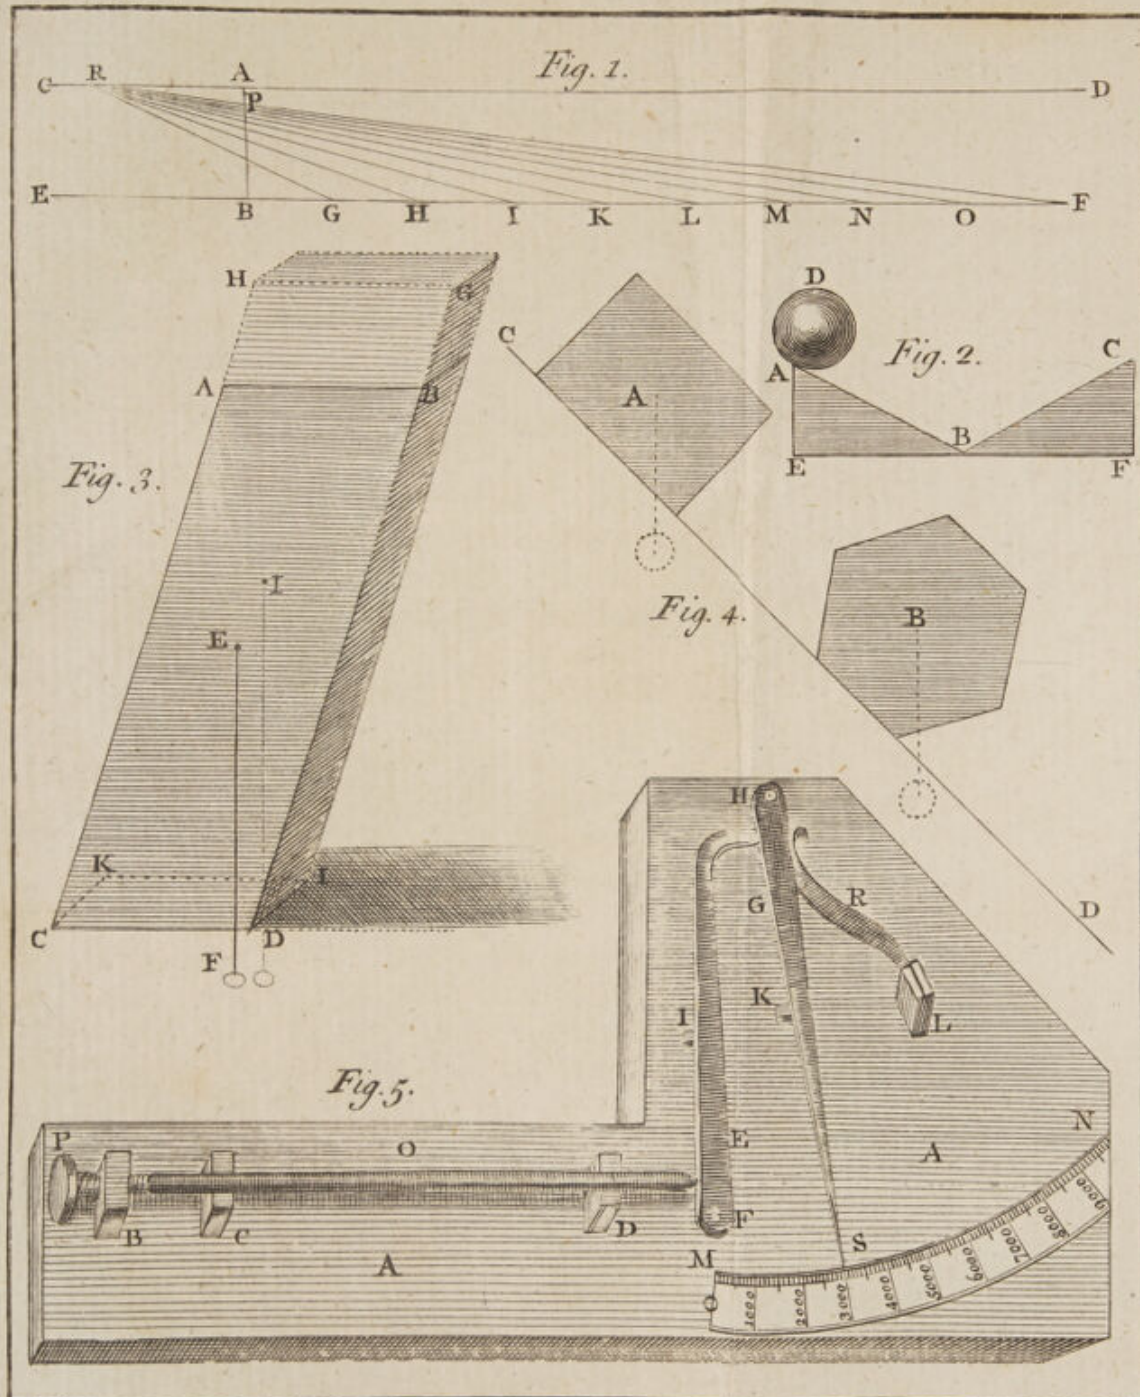 Fig. 1.
C R A D
P
E B G H I K L M N O F
Fig. 2.
D
A C
B
E F
Fig. 3.
H G
A B
I
E
K L
C D
F
Fig. 4.
C
A
B
D
Fig. 5.
H
G R
K
I L
E A N
P O
B C D F
M S
A
0 1000 2000 3000 4000 5000 6000 7000 8000 9000